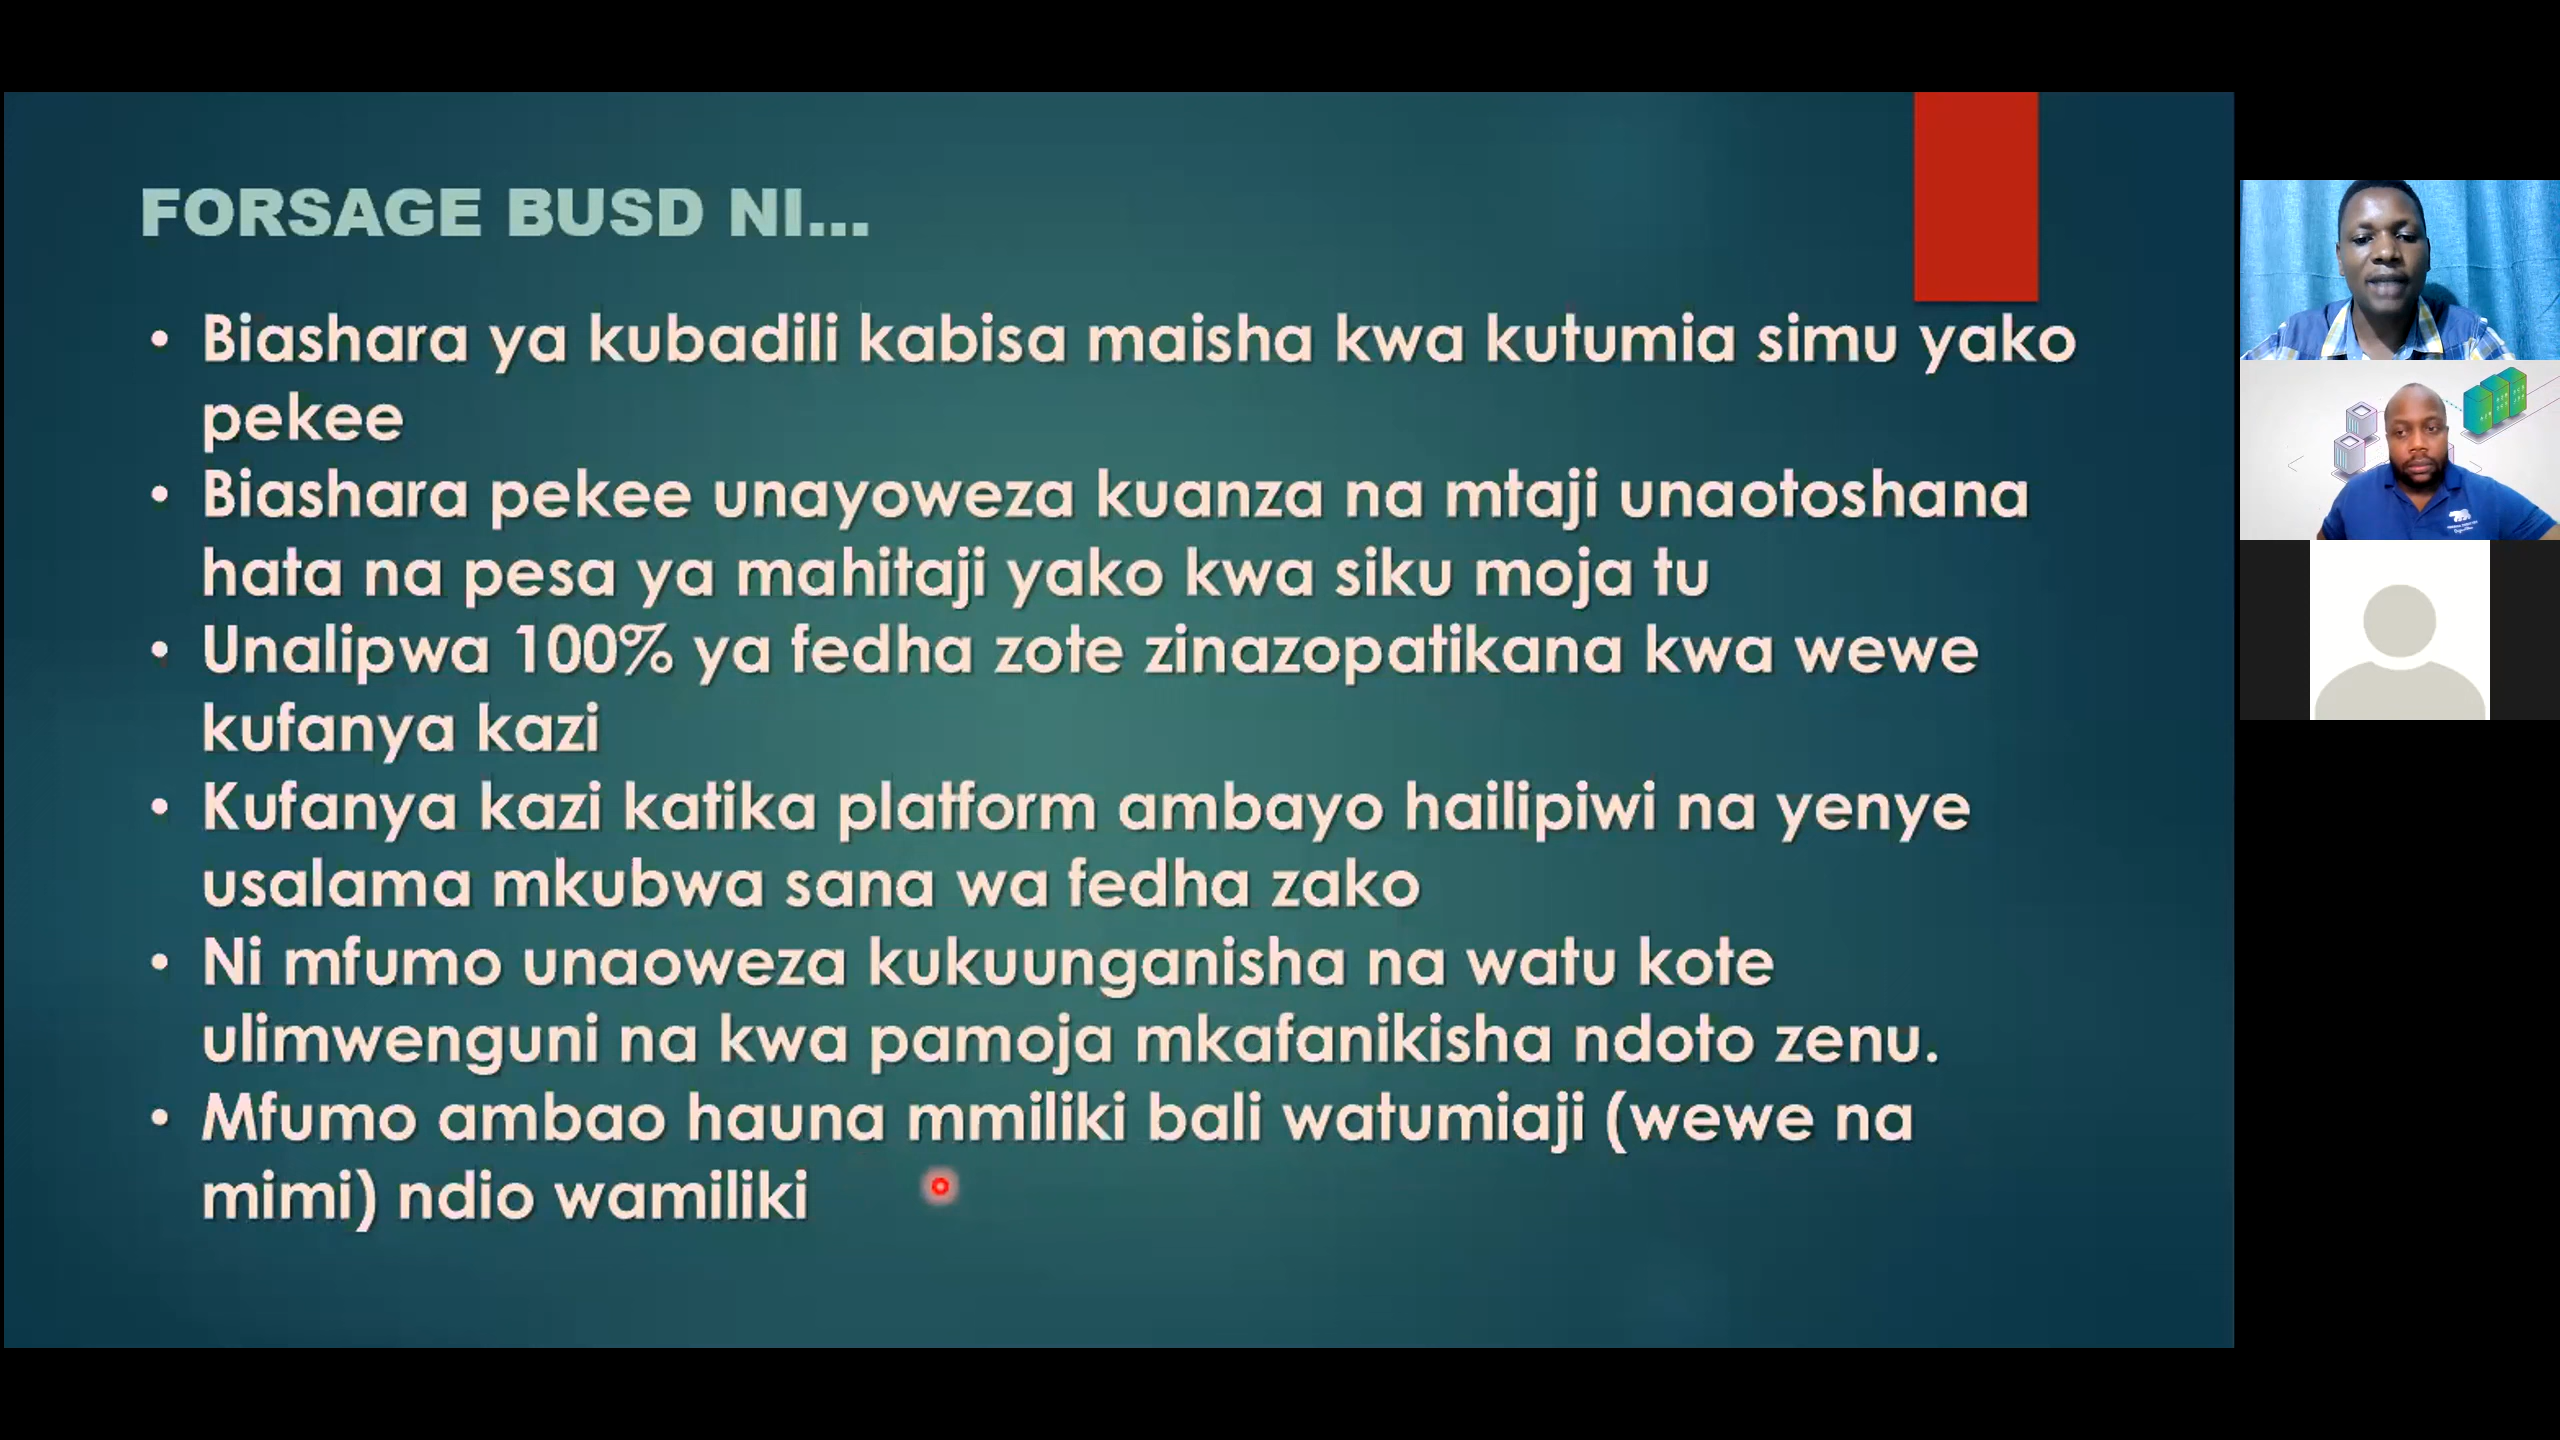 FORSAGE BUSD NI...
• Biashara ya kubadili kabisa maisha kwa kutumia simu yako
pekee
• Biashara pekee unayoweza kuanza na mtaji unaotoshana
hata na pesa ya mahitaji yako kwa siku moja tu
• Unalipwa 100% ya fedha zote zinazopatikana kwa wewe
kufanya kazi
• Kufanya kazi katika platform ambayo hailipiwi na yenye
usalama mkubwa sana wa fedha zako
• Ni mfumo unaoweza kukuunganisha na watu kote
ulimwenguni na kwa pamoja mkafanikisha ndoto zenu.
• Mfumo ambao hauna mmiliki bali watumiaji (wewe na
mimi) ndio wamiliki